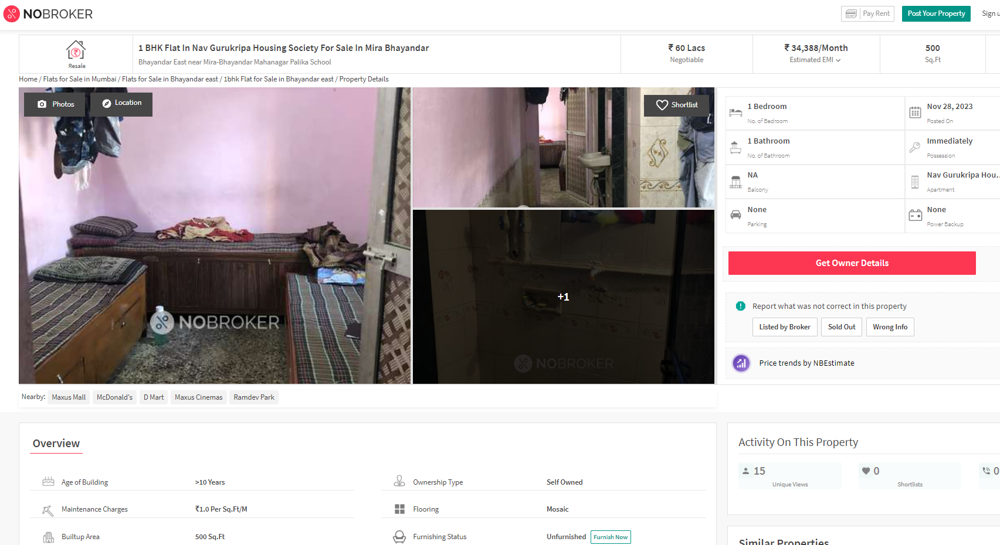 NOBROKER
Pay Rent
Post Your Property
Sign u
Resale
1 BHK Flat In Nav Gurukripa Housing Society For Sale In Mira Bhayandar
Bhayandar East near Mira-Bhayandar Mahanagar Palika School
₹ 60 Lacs
Negotiable
₹ 34,388/Month
Estimated EMI
500
Sq.Ft
Home / Flats for Sale in Mumbai / Flats for Sale in Bhayandar east / 1bhk Flat for Sale in Bhayandar east / Property Details
Photos
Location
Shortlist
NOBROKER
+1
NOBROKER
1 Bedroom
No. of Bedroom
Nov 28, 2023
Posted On
1 Bathroom
No. of Bathroom
Immediately
Possession
NA
Balcony
Nav Gurukripa Hou..
Apartment
None
Parking
None
Power Backup
Get Owner Details
Report what was not correct in this property
Listed by Broker
Sold Out
Wrong Info
Price trends by NBEstimate
Nearby: Maxus Mall McDonald's D Mart Maxus Cinemas Ramdev Park
Overview
Age of Building >10 Years
Ownership Type Self Owned
Maintenance Charges ₹1.0 Per Sq.Ft/M
Flooring Mosaic
Builtup Area 500 Sq.Ft
Furnishing Status Unfurnished Furnish Now
Activity On This Property
15
Unique Views
0
Shortlists
0
Similar Properties